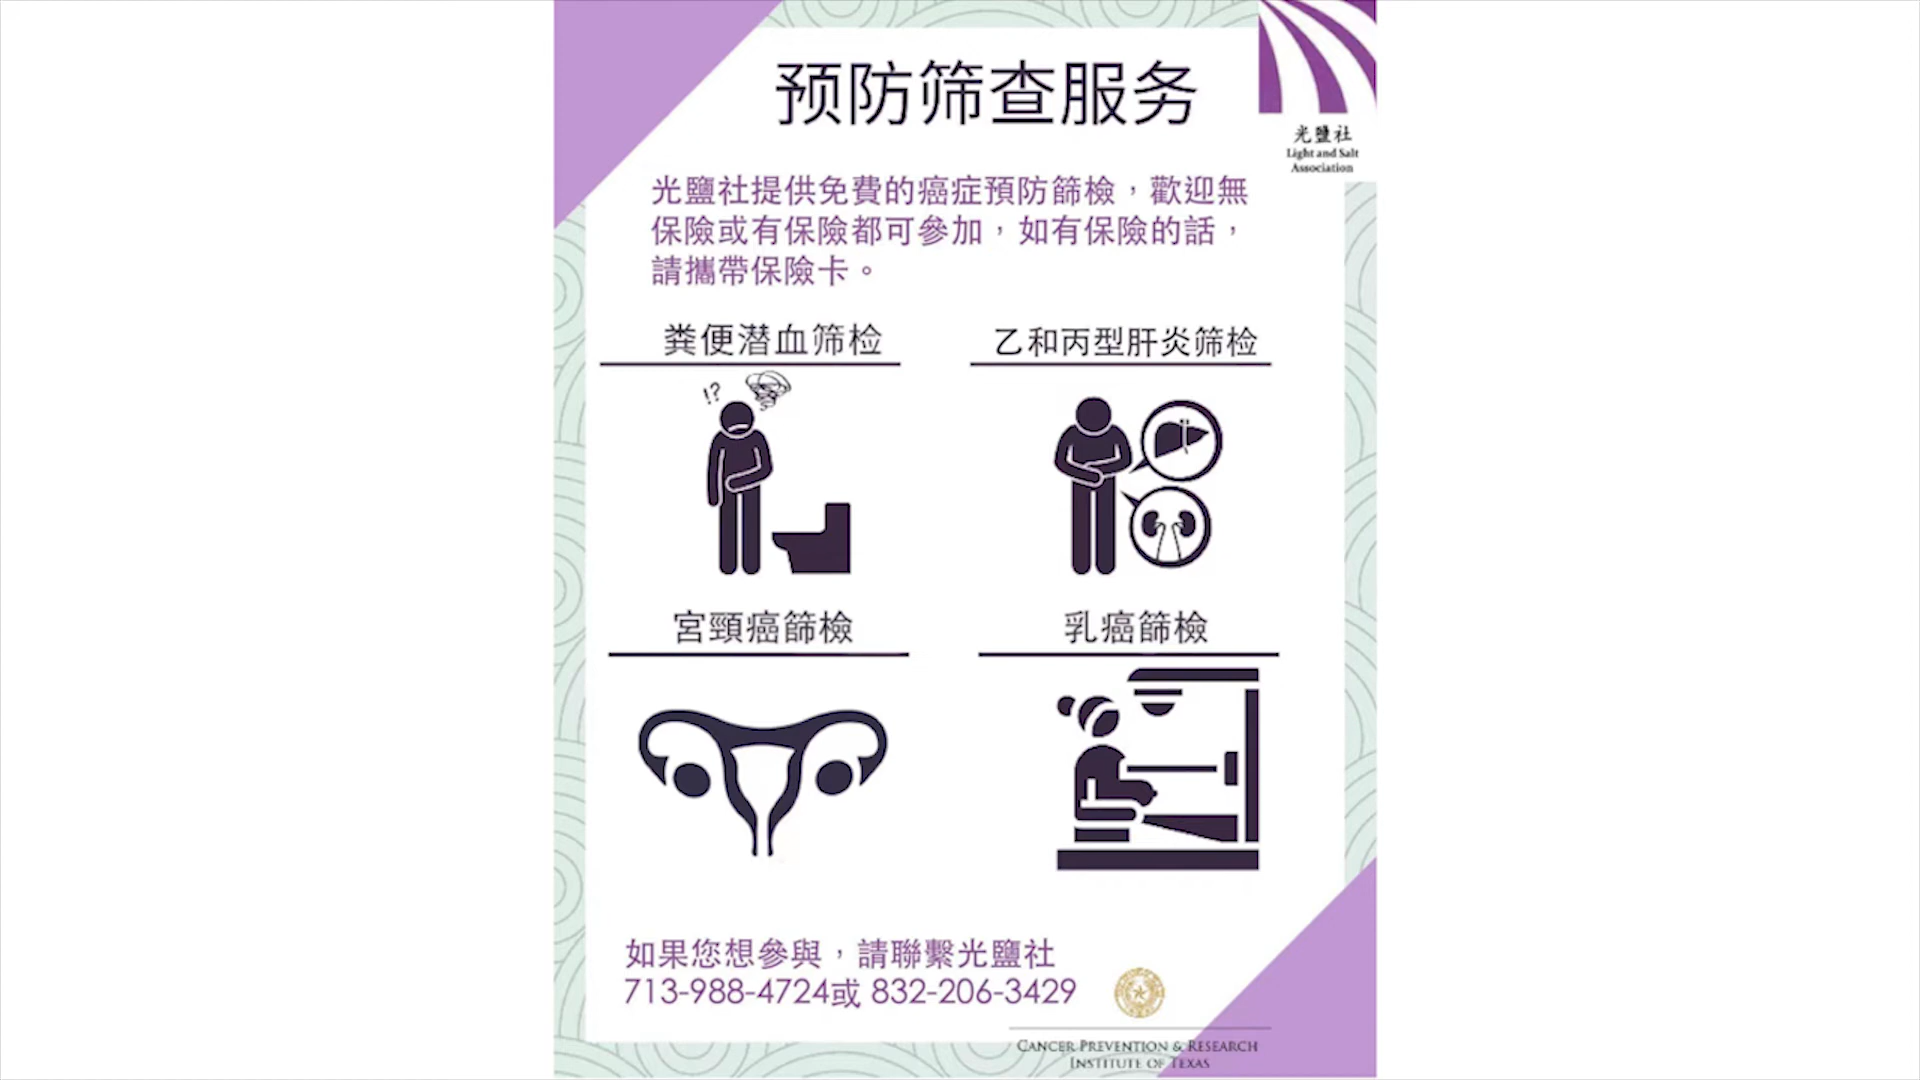 预防筛查服务
光鹽社
Light and Salt
Association
光鹽社提供免費的癌症預防篩檢，歡迎無
保險或有保險都可參加，如有保險的話，
請攜帶保險卡。
粪便潜血筛检
乙和丙型肝炎筛检
!?
宮頸癌篩檢
乳癌篩檢
如果您想參與，請聯繫光鹽社
713-988-4724或 832-206-3429
CANCER PREVENTION & RESEARCH
INSTITUTE OF TEXAS